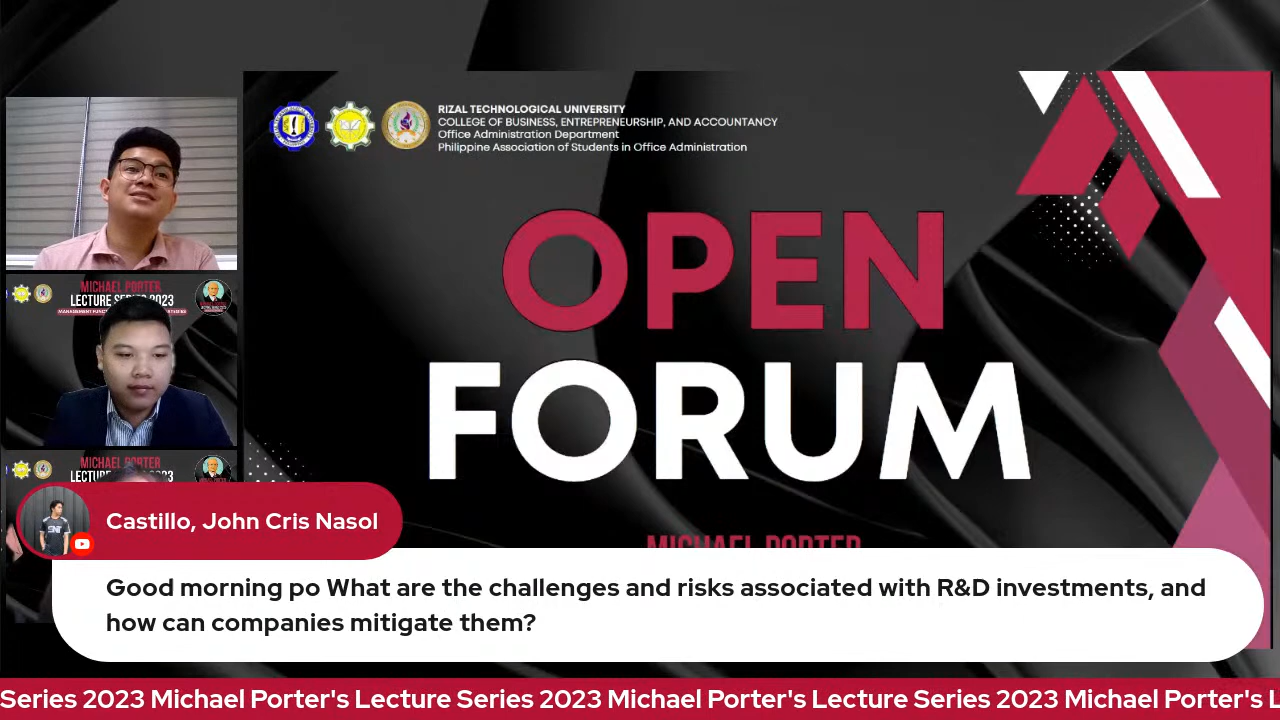 RIZAL TECHNOLOGICAL UNIVERSITY
COLLEGE OF BUSINESS, ENTREPRENEURSHIP, AND ACCOUNTANCY
Office Administration Department
Philippine Association of Students in Office Administration
OPEN
FORUM
MICHAEL PORTER
MICHAEL PORTER
LECTURE SERIES 2023
MICHAEL PORTER
Castillo, John Cris Nasol
Good morning po What are the challenges and risks associated with R&D investments, and
how can companies mitigate them?
Series 2023 Michael Porter's Lecture Series 2023 Michael Porter's Lecture Series 2023 Michael Porter's L